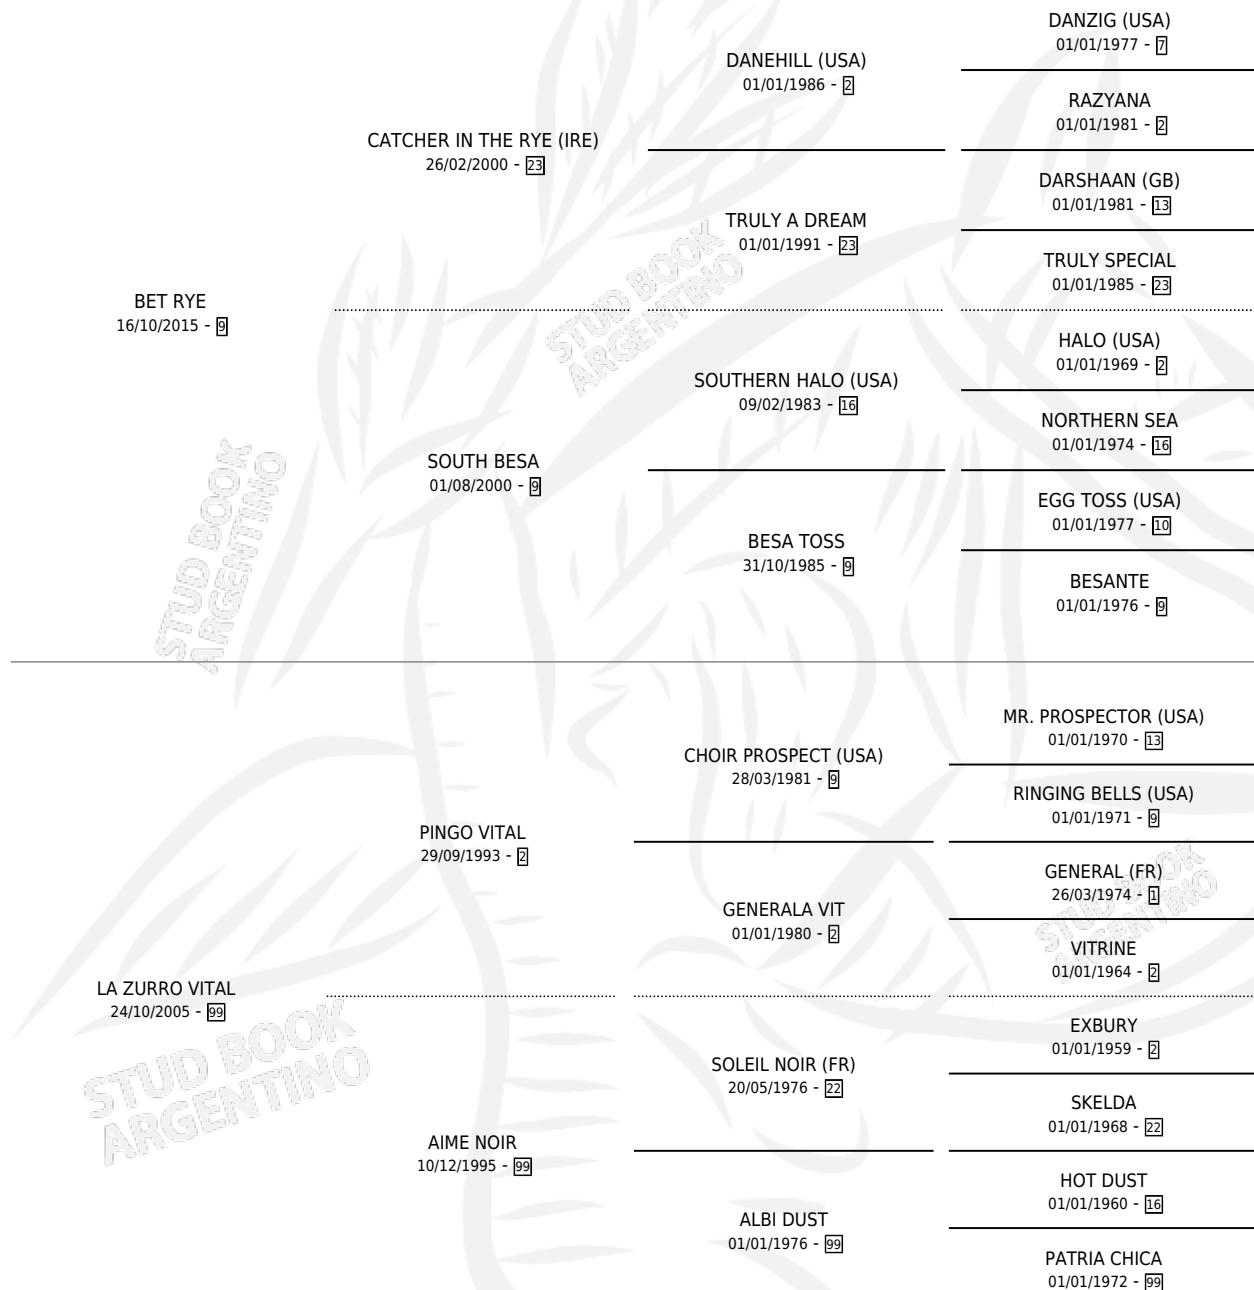 DANZIG (USA)
01/01/1977 - 7
DANEHILL (USA)
01/01/1986 - 2
RAZYANA
01/01/1981 - 2
CATCHER IN THE RYE (IRE)
26/02/2000 - 23
DARSHAAN (GB)
01/01/1981 - 13
TRULY A DREAM
01/01/1991 - 23
TRULY SPECIAL
01/01/1985 - 23
BET RYE
16/10/2015 - 9
HALO (USA)
01/01/1969 - 2
SOUTHERN HALO (USA)
09/02/1983 - 16
NORTHERN SEA
01/01/1974 - 16
SOUTH BESA
01/08/2000 - 9
EGG TOSS (USA)
01/01/1977 - 10
BESA TOSS
31/10/1985 - 9
BESANTE
01/01/1976 - 9
MR. PROSPECTOR (USA)
01/01/1970 - 13
CHOIR PROSPECT (USA)
28/03/1981 - 9
RINGING BELLS (USA)
01/01/1971 - 9
PINGO VITAL
29/09/1993 - 2
GENERAL (FR)
26/03/1974 - 1
GENERALA VIT
01/01/1980 - 2
VITRINE
01/01/1964 - 2
LA ZURRO VITAL
24/10/2005 - 99
EXBURY
01/01/1959 - 2
SOLEIL NOIR (FR)
20/05/1976 - 22
SKELDA
01/01/1968 - 22
AIME NOIR
10/12/1995 - 99
HOT DUST
01/01/1960 - 16
ALBI DUST
01/01/1976 - 99
PATRIA CHICA
01/01/1972 - 99
STUD BOOK
ARGENTINO
STUD BOOK
ARGENTINO
STUD BOOK
ARGENTINO
STUD BOOK
ARGENTINO